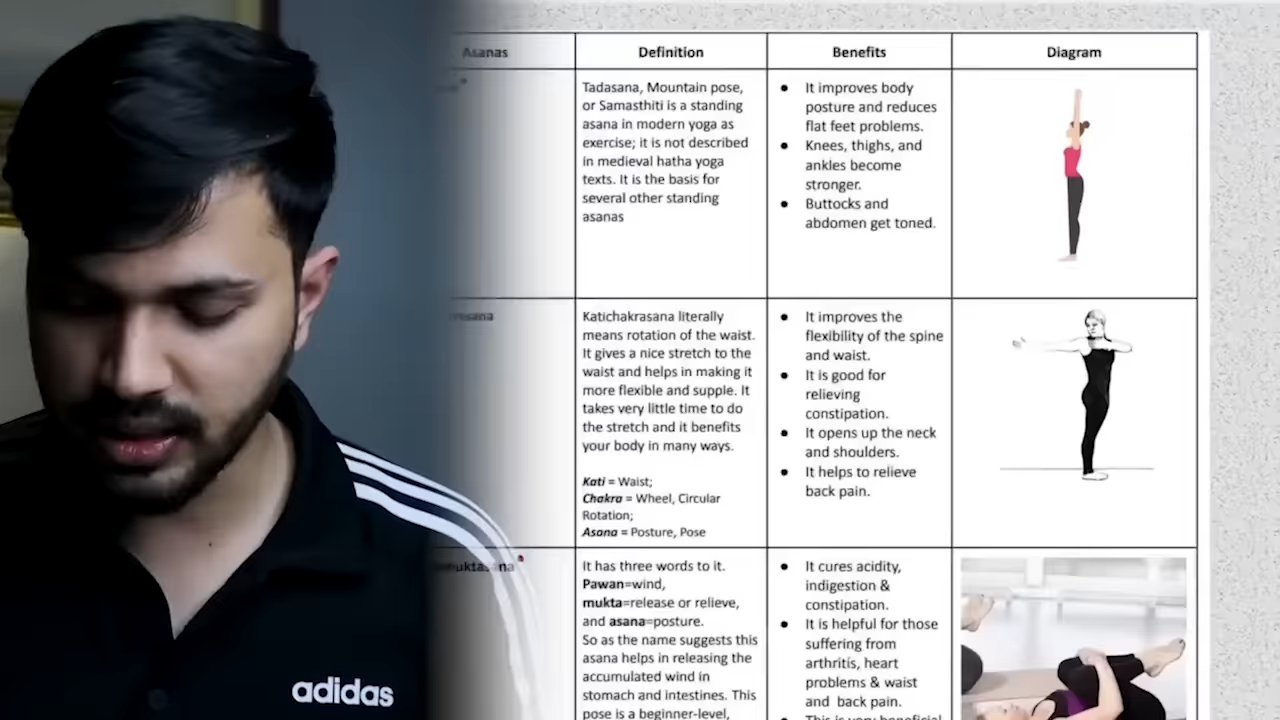 Asanas
Definition
Benefits
Diagram
Tadasana, Mountain pose,
or Samasthiti is a standing
asana in modern yoga as
exercise; it is not described
in medieval hatha yoga
texts. It is the basis for
several other standing
asanas
● It improves body
posture and reduces
flat feet problems.
● Knees, thighs, and
ankles become
stronger.
● Buttocks and
abdomen get toned.
Katichakrasana literally
means rotation of the waist.
It gives a nice stretch to the
waist and helps in making it
more flexible and supple. It
takes very little time to do
the stretch and it benefits
your body in many ways.
Kati = Waist;
Chakra = Wheel, Circular
Rotation;
Asana = Posture, Pose
● It improves the
flexibility of the spine
and waist.
● It is good for
relieving
constipation.
● It opens up the neck
and shoulders.
● It helps to relieve
back pain.
muktasana
It has three words to it.
Pawan=wind,
mukta=release or relieve,
and asana=posture.
So as the name suggests this
asana helps in releasing the
accumulated wind in
stomach and intestines. This
pose is a beginner-level,
● It cures acidity,
indigestion &
constipation.
● It is helpful for those
suffering from
arthritis, heart
problems & waist
and back pain.
● This is very beneficial
adidas